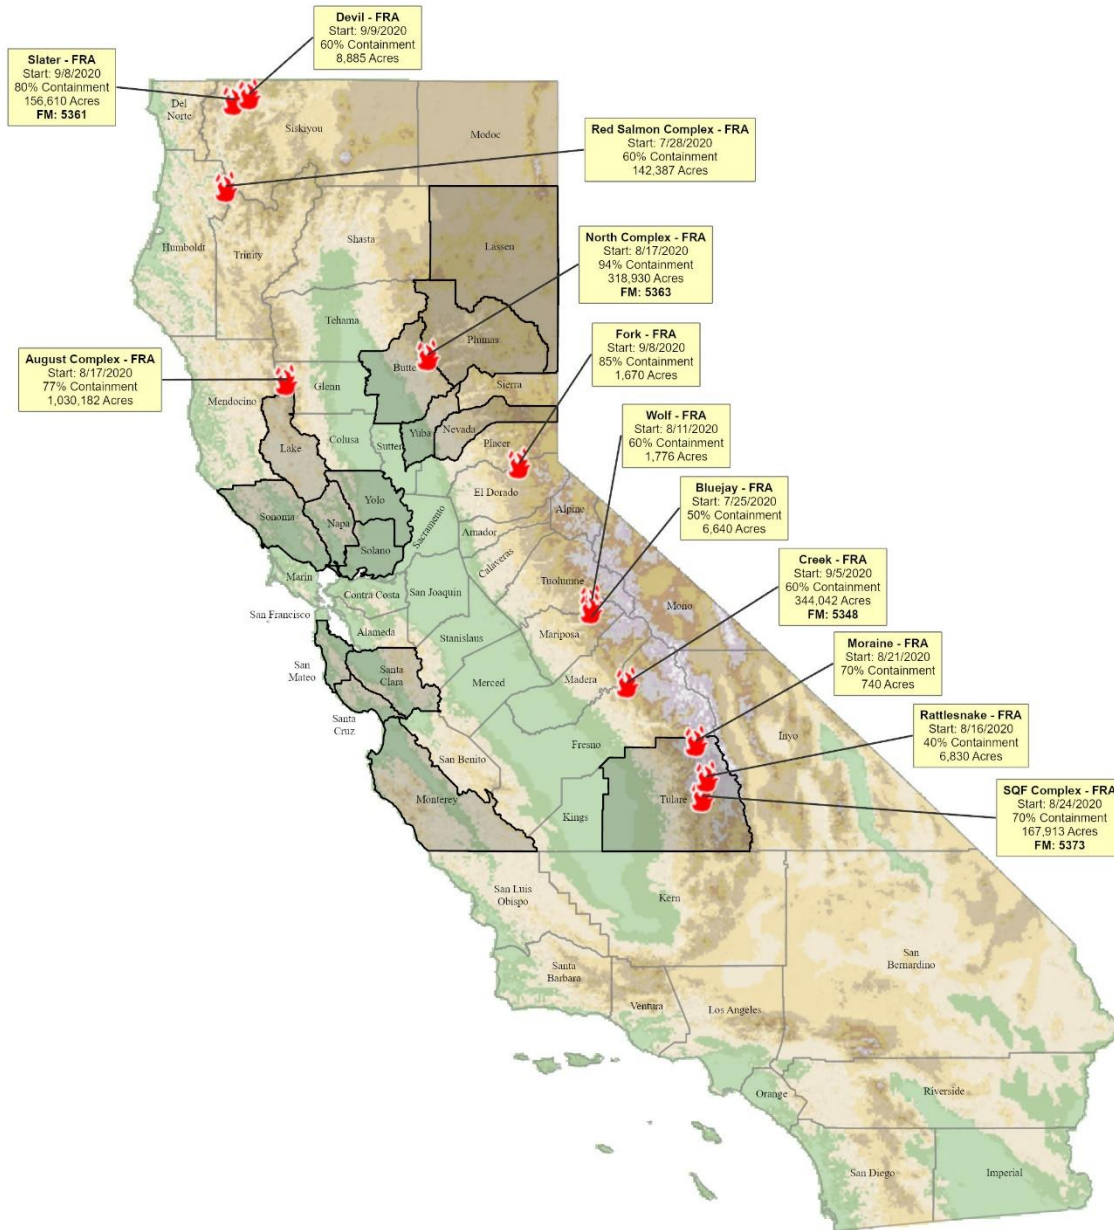 Devil - FRA
Start: 9/9/2020
60% Containment
8,885 Acres
Slater - FRA
Start: 9/8/2020
80% Containment
156,610 Acres
FM: 5361
Red Salmon Complex - FRA
Start: 7/28/2020
60% Containment
142,387 Acres
North Complex - FRA
Start: 8/17/2020
94% Containment
318,930 Acres
FM: 5363
Fork - FRA
Start: 9/8/2020
85% Containment
1,670 Acres
August Complex - FRA
Start: 8/17/2020
77% Containment
1,030,182 Acres
Wolf - FRA
Start: 8/11/2020
60% Containment
1,776 Acres
Bluejay - FRA
Start: 7/25/2020
50% Containment
6,640 Acres
Creek - FRA
Start: 9/5/2020
60% Containment
344,042 Acres
FM: 5348
Moraine - FRA
Start: 8/21/2020
70% Containment
740 Acres
Rattlesnake - FRA
Start: 8/16/2020
40% Containment
6,830 Acres
SQF Complex - FRA
Start: 8/24/2020
70% Containment
167,913 Acres
FM: 5373
Del
Norte
Siskiyou
Modoc
Humboldt
Trinity
Shasta
Lassen
Tehama
Plumas
Butte
Glenn
Mendocino
Sierra
Colusa
Sutter
Yuba
Nevada
Placer
Lake
El Dorado
Yolo
Sonoma
Napa
Sacramento
Alpine
Amador
Solano
Calaveras
Marin
Tuolumne
Contra Costa
San Joaquin
Mono
San Francisco
Alameda
Stanislaus
Mariposa
San
Mateo
Santa
Clara
Merced
Madera
Santa
Cruz
Fresno
Inyo
San Benito
Monterey
Kings
Tulare
San Luis
Obispo
Kern
San
Bernardino
Santa
Barbara
Ventura
Los Angeles
Orange
Riverside
San Diego
Imperial